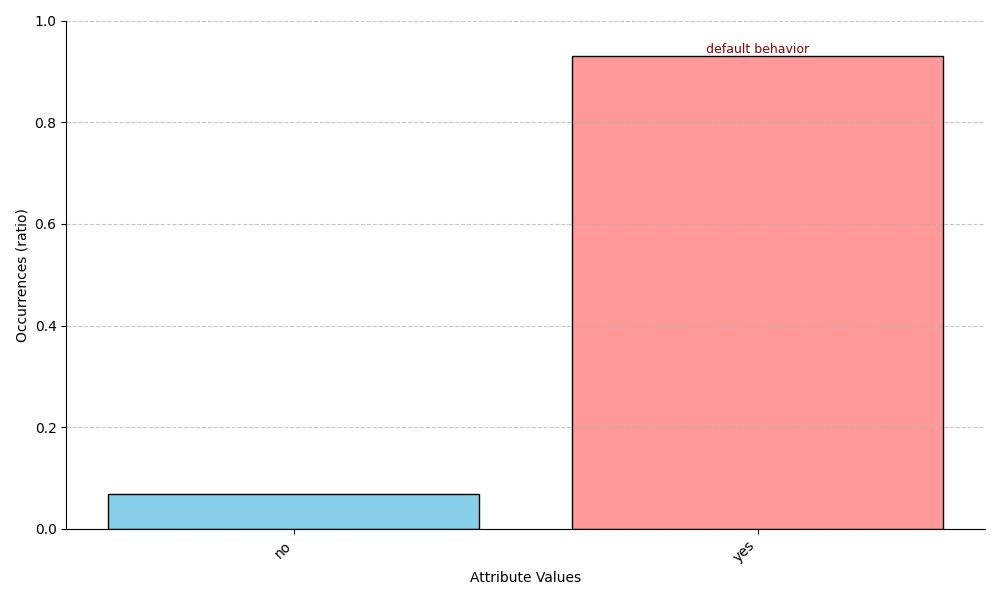 1.0
default behavior
0.8
0.6
0.4
0.2
0.0
Occurrences (ratio)
no
yes
Attribute Values